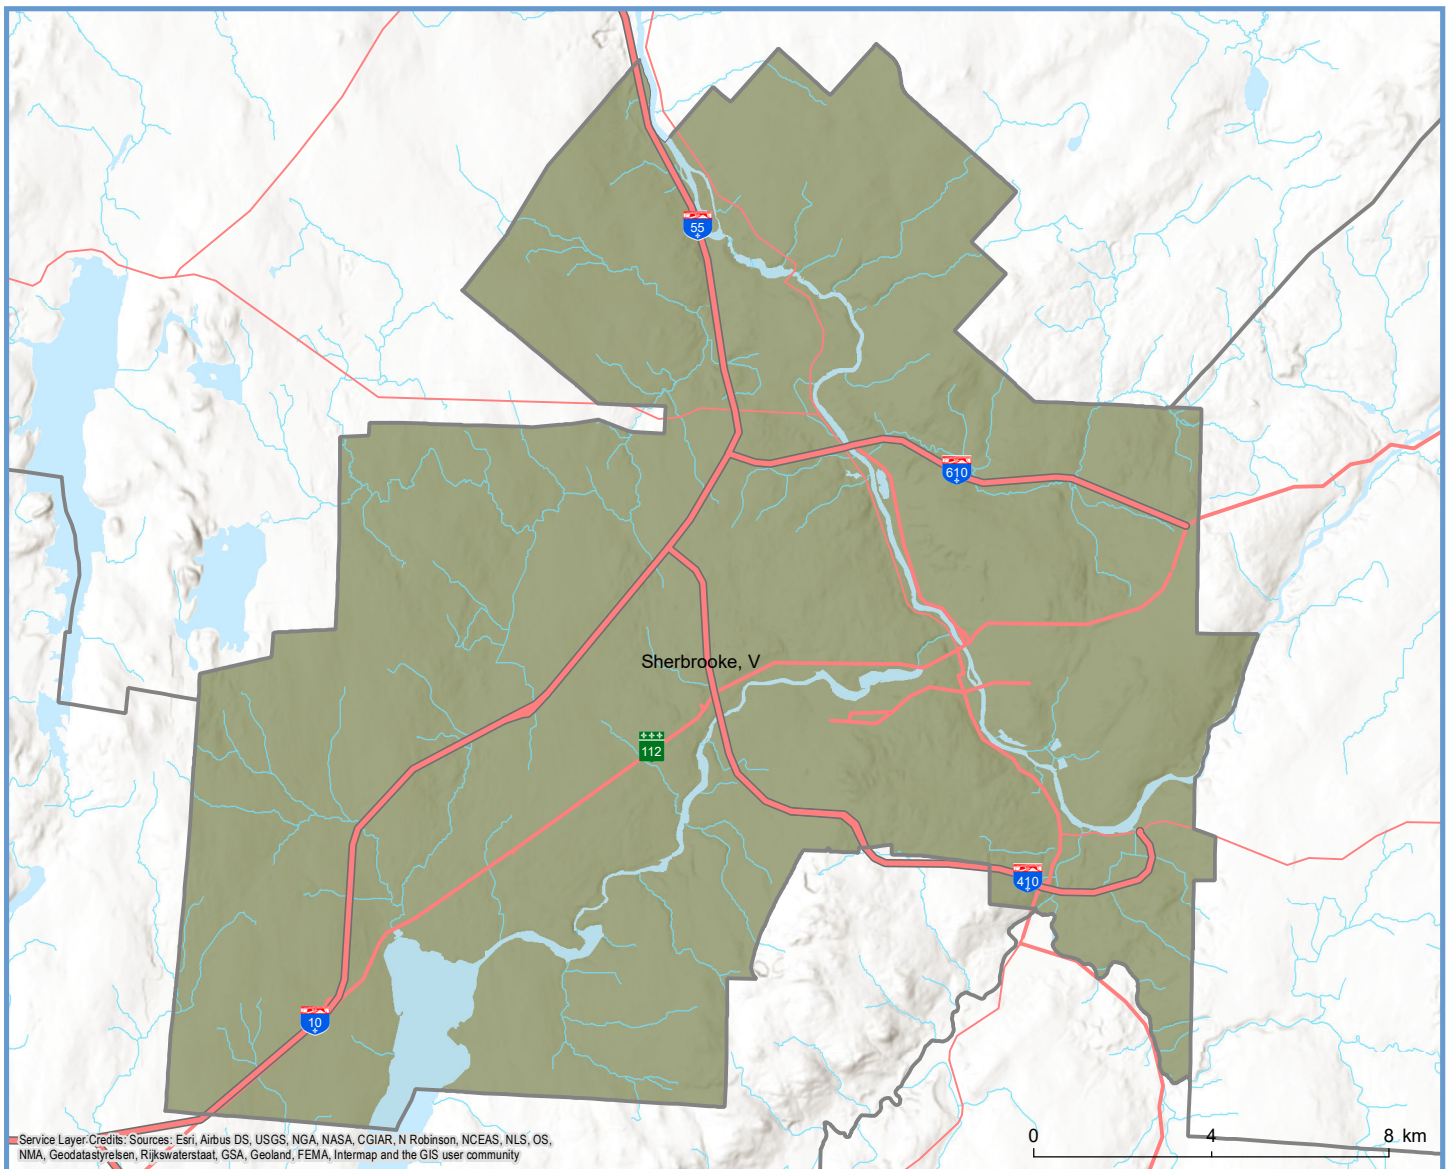 55
610
Sherbrooke, V
112
410
10
0 4 8 km
Service Layer Credits: Sources: Esri, Airbus DS, USGS, NGA, NASA, CGIAR, N Robinson, NCEAS, NLS, OS,
NMA, Geodatastyrelsen, Rijkswaterstaat, GSA, Geoland, FEMA, Intermap and the GIS user community